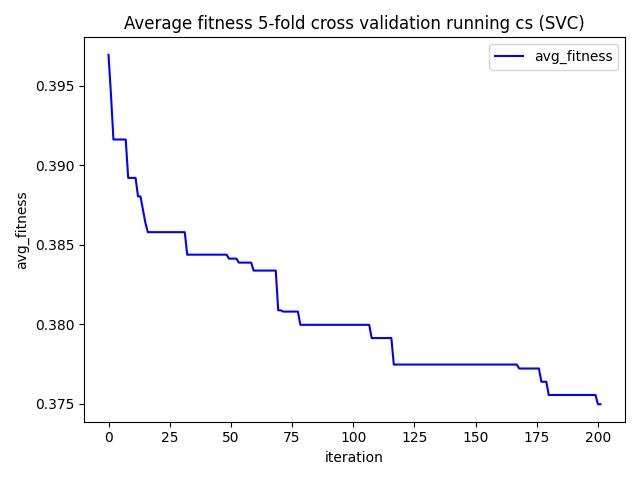 Average fitness 5-fold cross validation running cs (SVC)
avg_fitness
avg_fitness
0.395
0.390
0.385
0.380
0.375
0 25 50 75 100 125 150 175 200
iteration